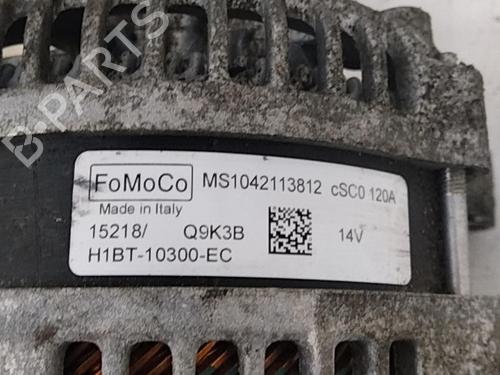 B-PARTS
FoMoCo MS1042113812 cSC0 120A
Made in Italy
15218/ Q9K3B 14V
H1BT-10300-EC